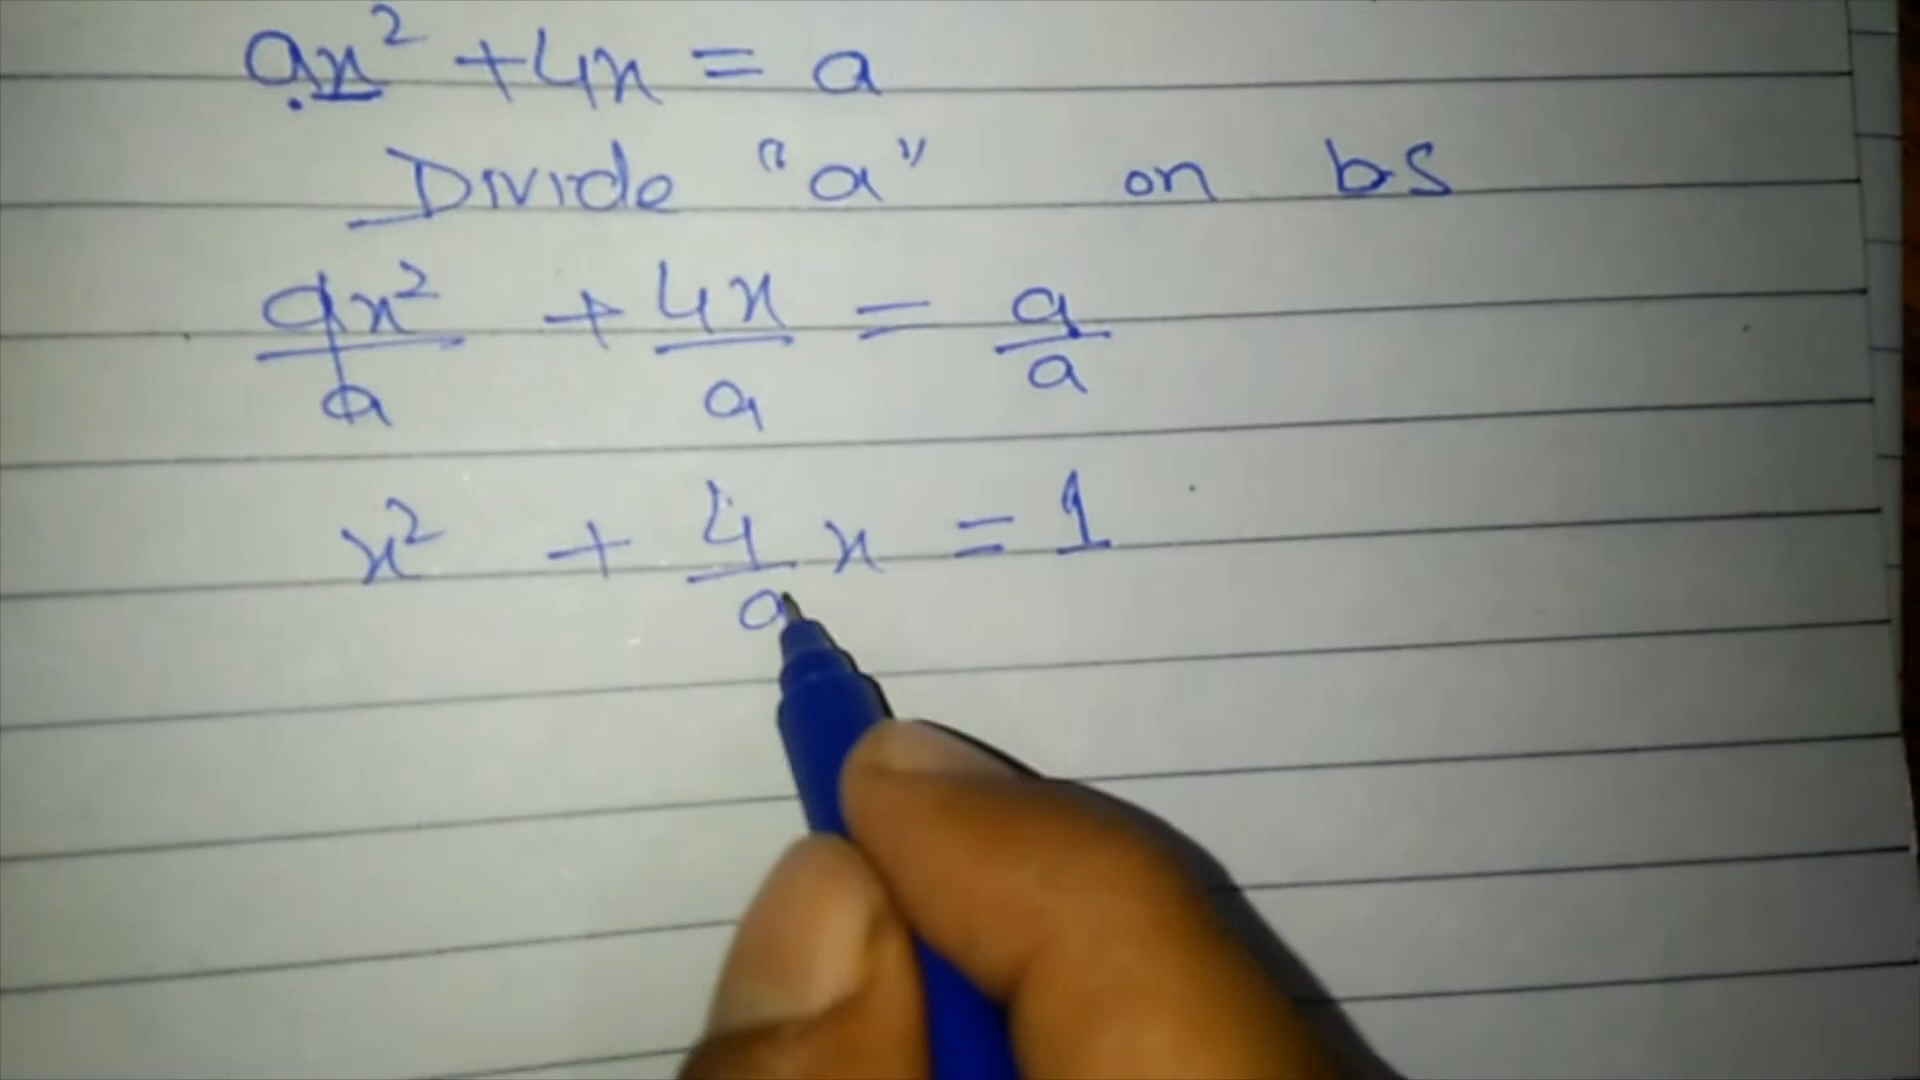 ax² + 4x = a
Divide "a" on bs
ax²/a + 4x/a = a/a
x² + 4/a x = 1